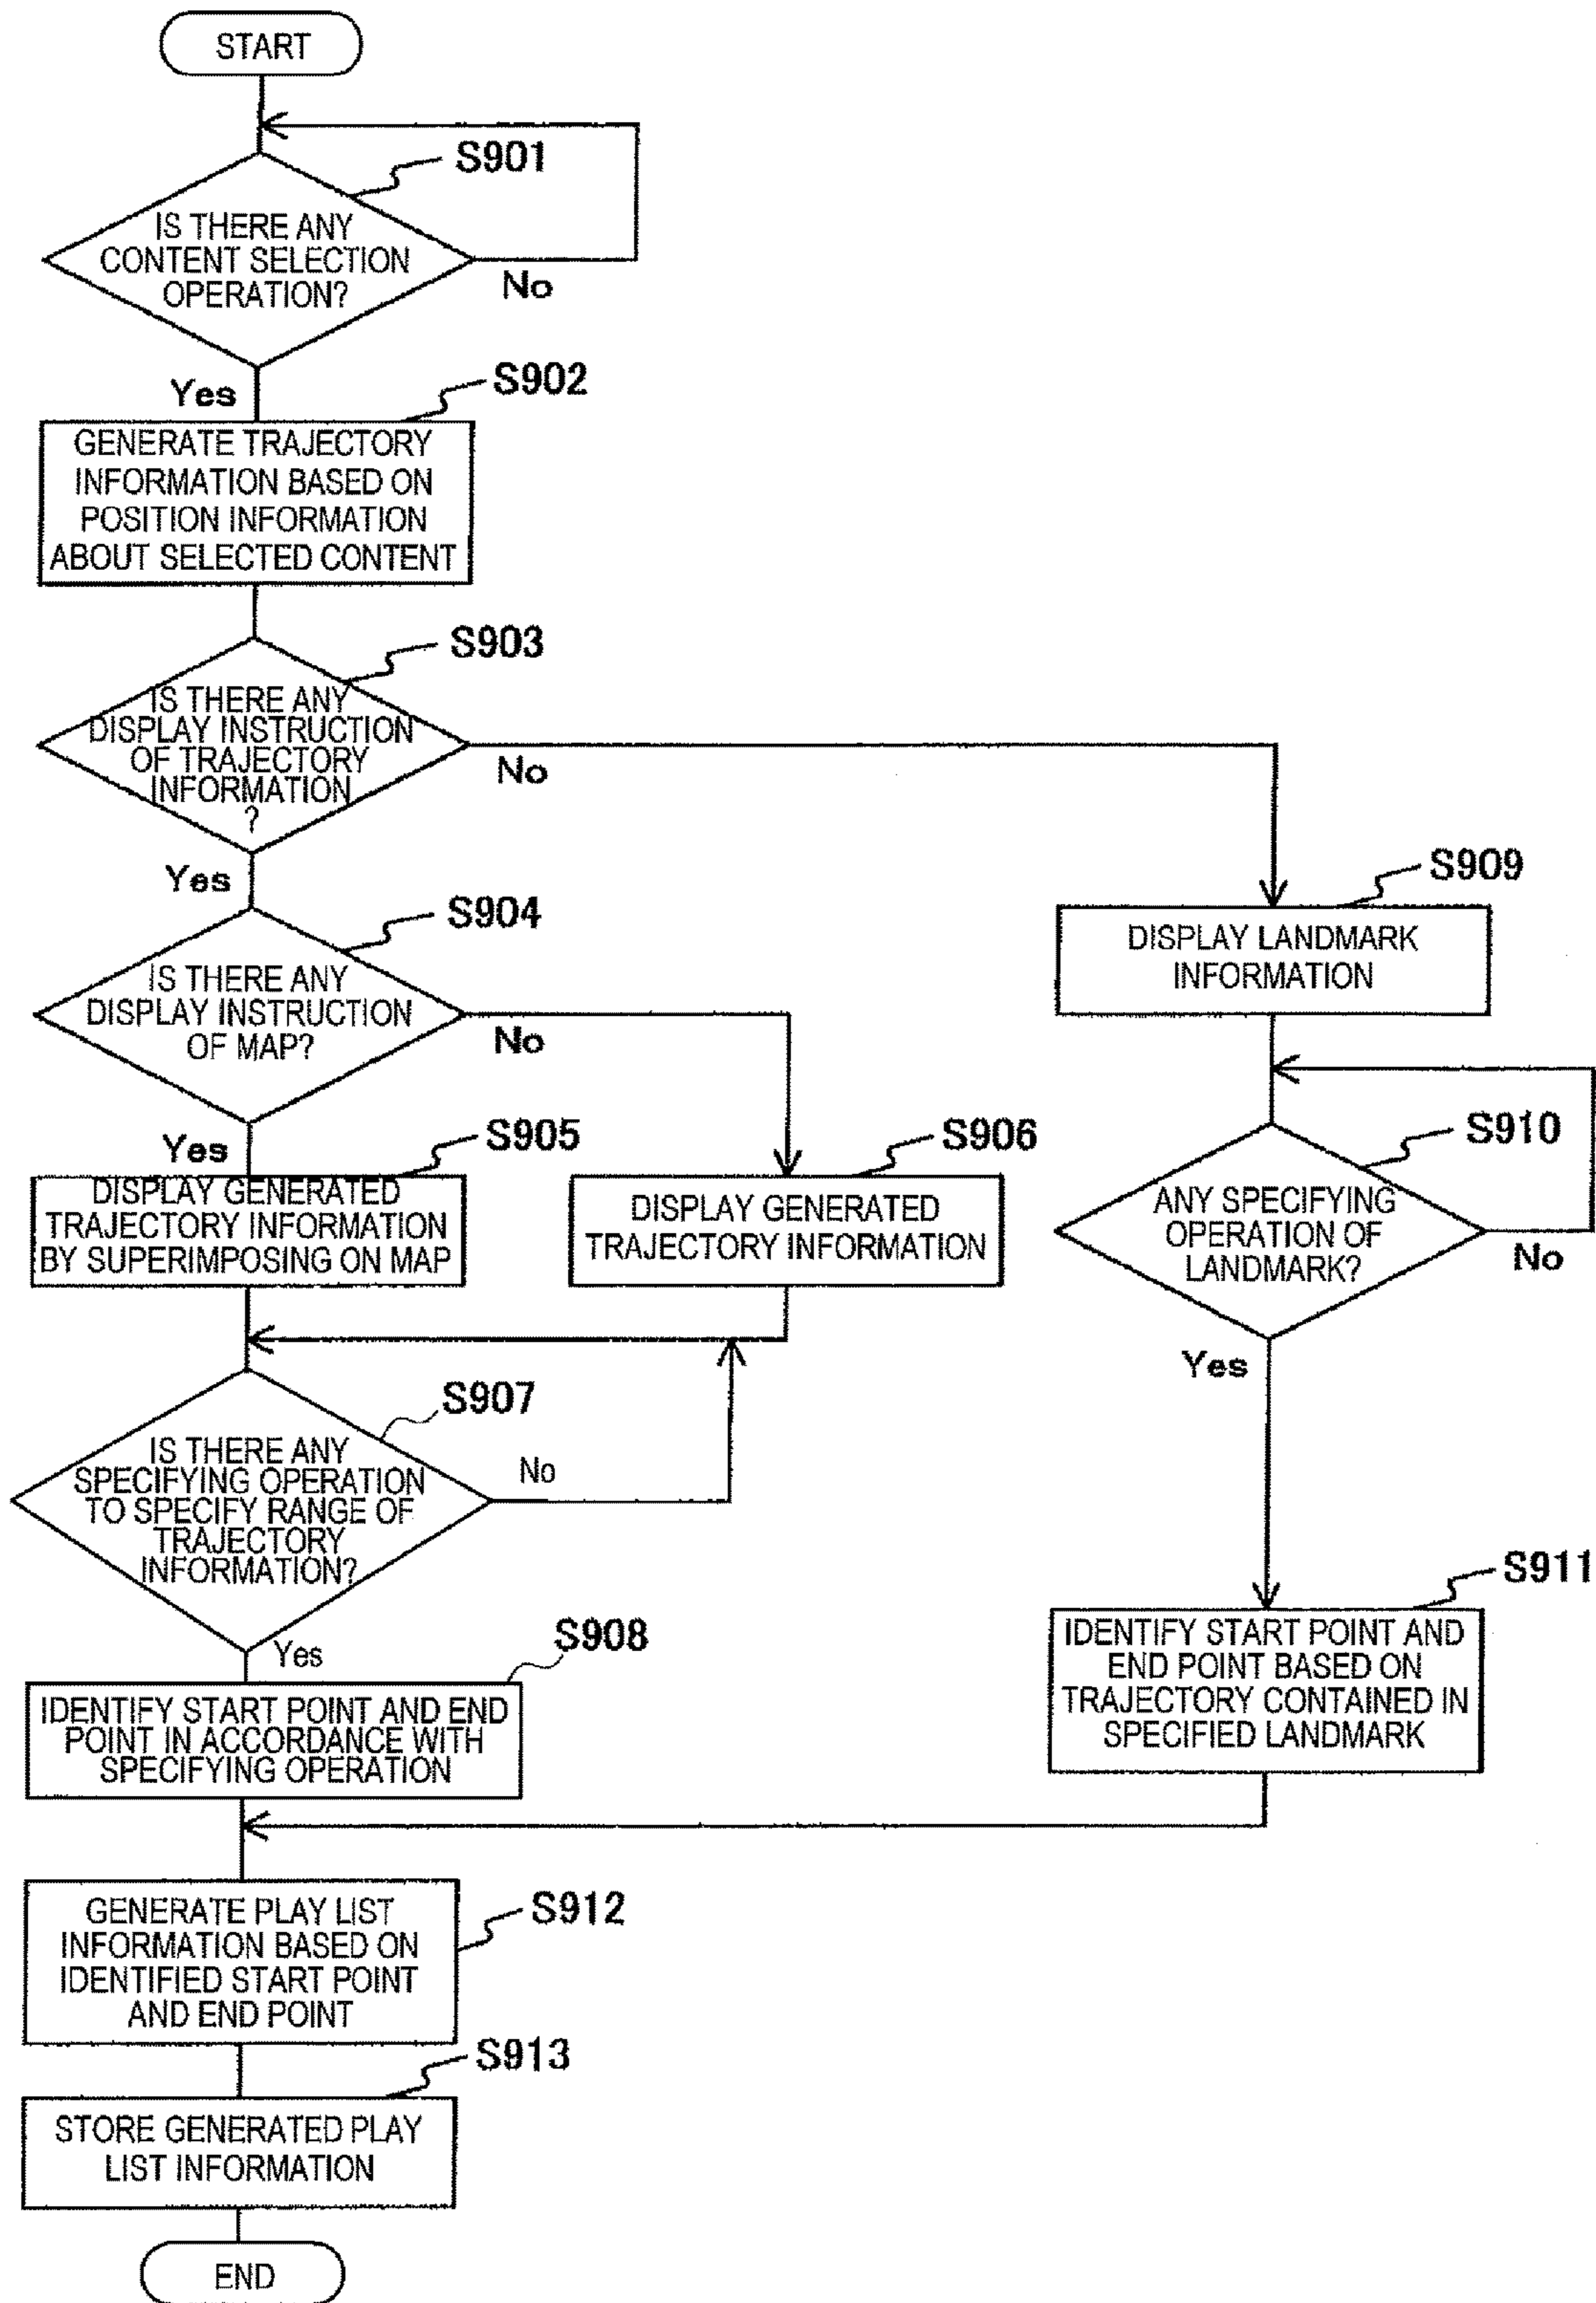 START
S901
IS THERE ANY
CONTENT SELECTION
OPERATION?
No
Yes
S902
GENERATE TRAJECTORY
INFORMATION BASED ON
POSITION INFORMATION
ABOUT SELECTED CONTENT
S903
IS THERE ANY
DISPLAY INSTRUCTION
OF TRAJECTORY
INFORMATION
?
No
Yes
S904
IS THERE ANY
DISPLAY INSTRUCTION
OF MAP?
No
Yes
S905
DISPLAY GENERATED
TRAJECTORY INFORMATION
BY SUPERIMPOSING ON MAP
S906
DISPLAY GENERATED
TRAJECTORY INFORMATION
S907
IS THERE ANY
SPECIFYING OPERATION
TO SPECIFY RANGE OF
TRAJECTORY
INFORMATION?
No
Yes
S908
IDENTIFY START POINT AND END
POINT IN ACCORDANCE WITH
SPECIFYING OPERATION
S909
DISPLAY LANDMARK
INFORMATION
S910
ANY SPECIFYING
OPERATION OF
LANDMARK?
No
Yes
S911
IDENTIFY START POINT AND
END POINT BASED ON
TRAJECTORY CONTAINED IN
SPECIFIED LANDMARK
S912
GENERATE PLAY LIST
INFORMATION BASED ON
IDENTIFIED START POINT
AND END POINT
S913
STORE GENERATED PLAY
LIST INFORMATION
END